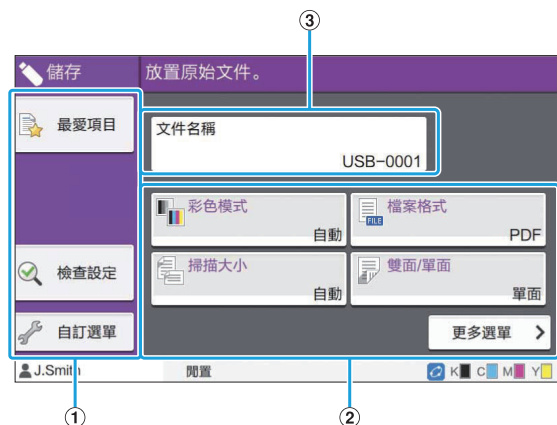 ③
儲存
放置原始文件。
最愛項目
文件名稱
USB-0001
彩色模式
自動
檔案格式
FILE
PDF
檢查設定
掃描大小
自動
雙面/單面
單面
自訂選單
更多選單
J.Smith
閒置
K C M Y
①
②